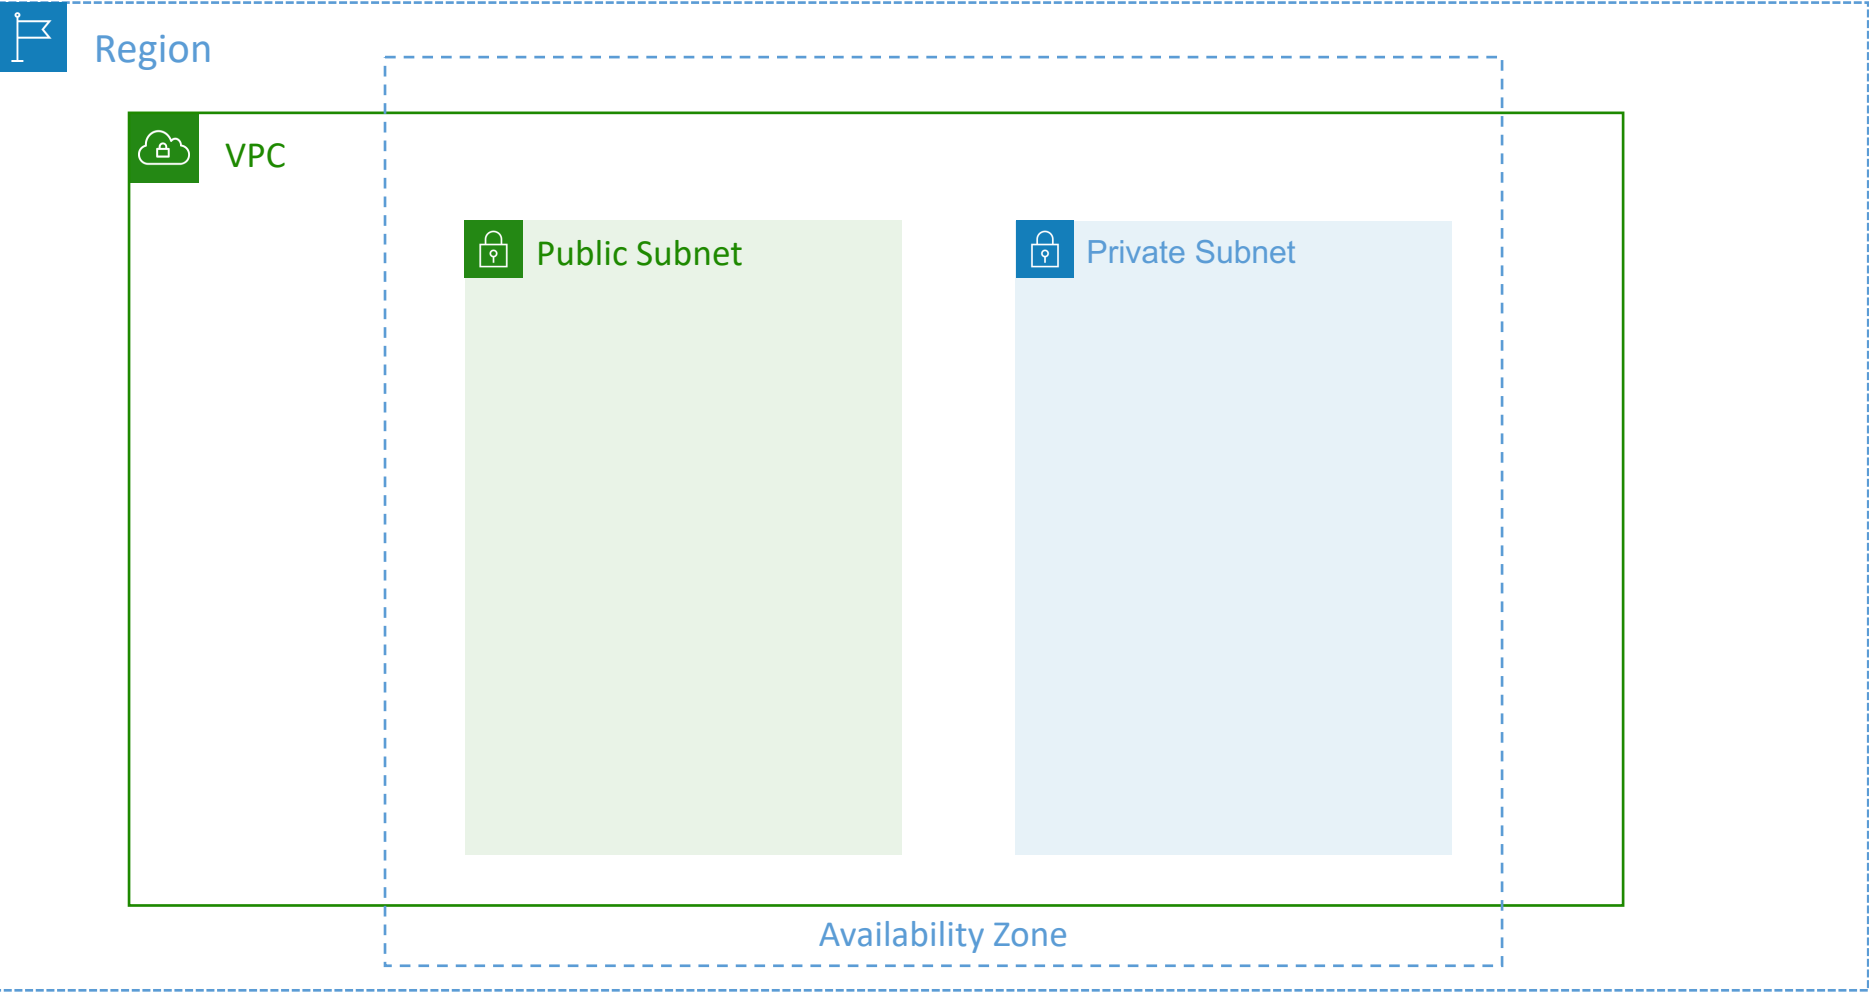 Region
VPC
Public Subnet
Private Subnet
Availability Zone